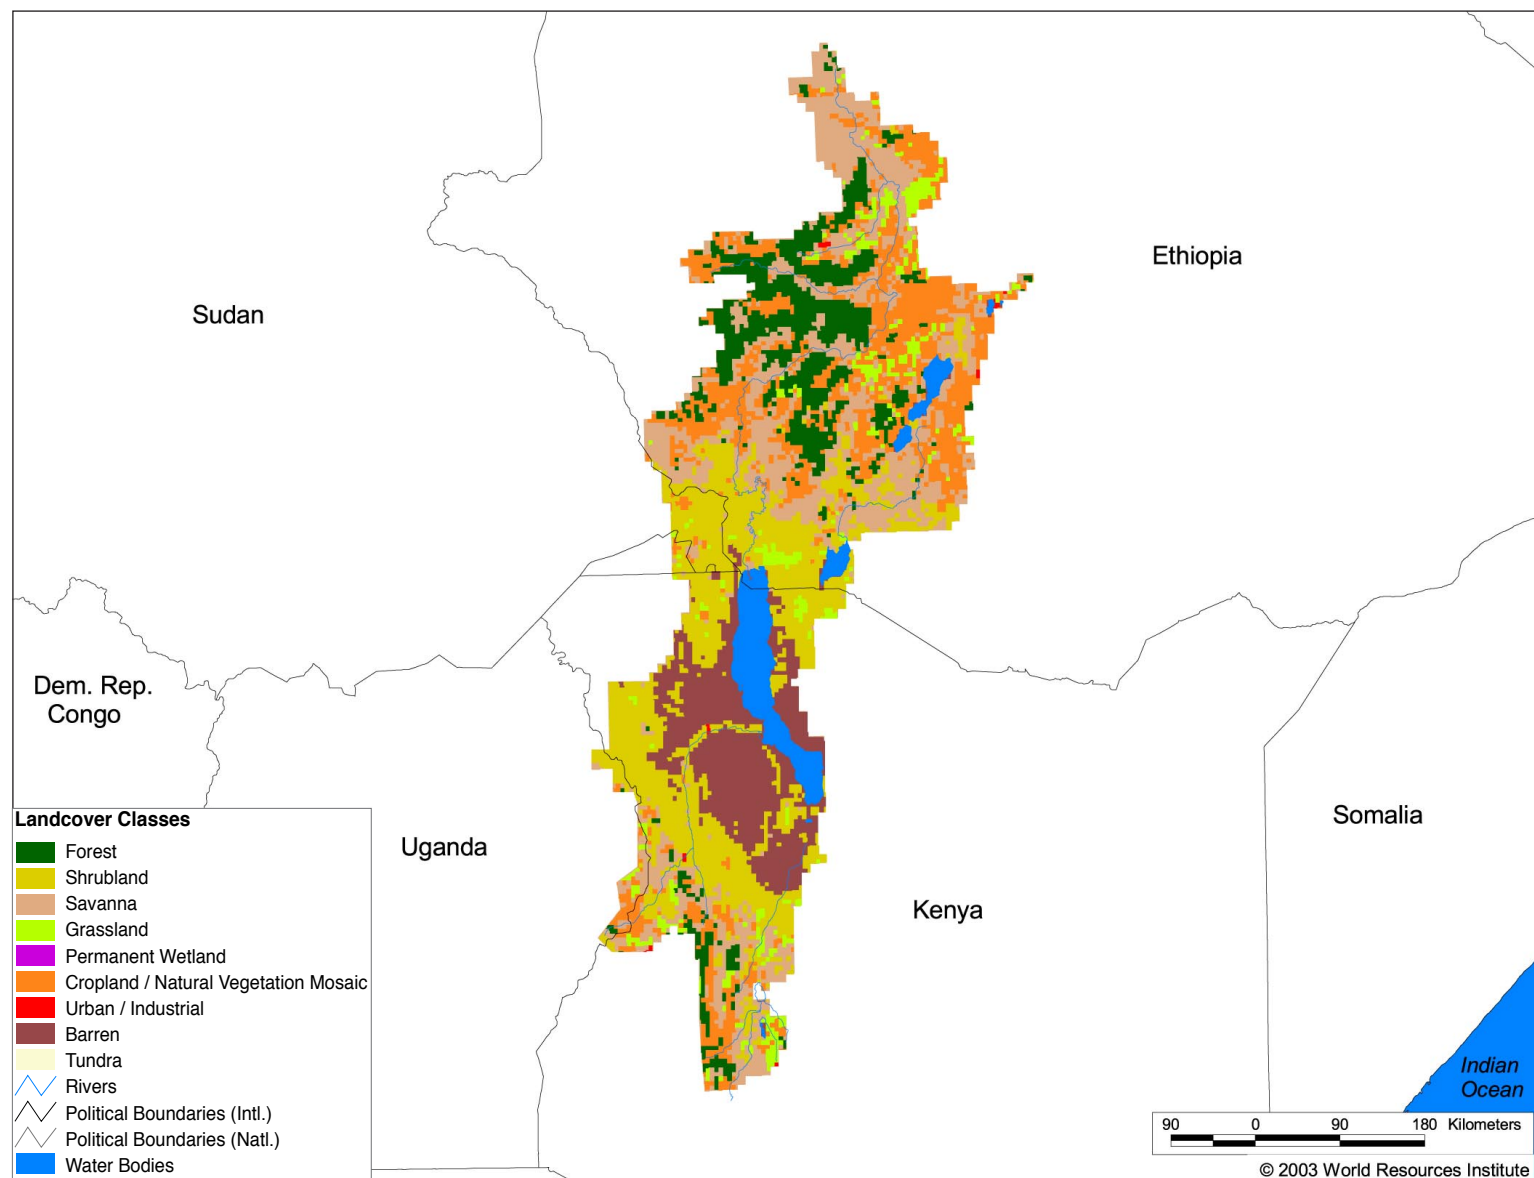 Ethiopia
Sudan
Dem. Rep.
Congo
Uganda
Kenya
Somalia
Indian
Ocean
Landcover Classes
Forest
Shrubland
Savanna
Grassland
Permanent Wetland
Cropland / Natural Vegetation Mosaic
Urban / Industrial
Barren
Tundra
Rivers
Political Boundaries (Intl.)
Political Boundaries (Natl.)
Water Bodies
90 0 90 180 Kilometers
© 2003 World Resources Institute